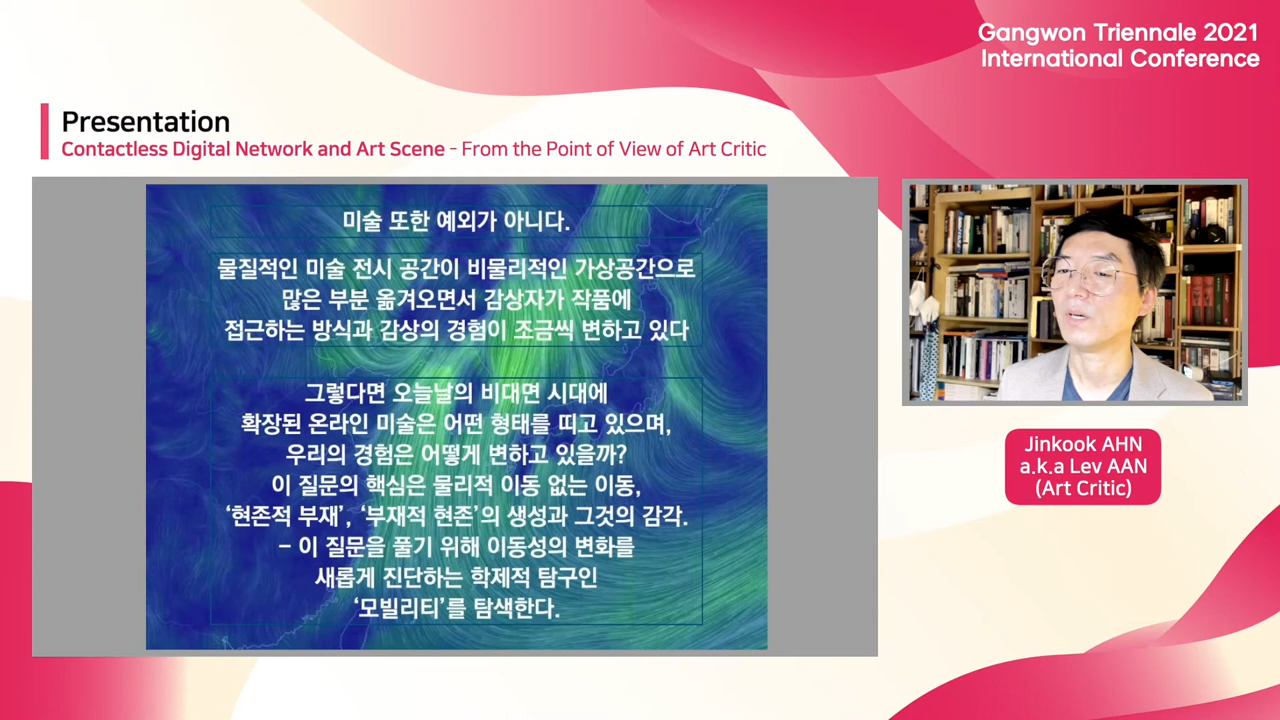 Gangwon Triennale 2021
International Conference
Presentation
Contactless Digital Network and Art Scene - From the Point of View of Art Critic
미술 또한 예외가 아니다.
물질적인 미술 전시 공간이 비물리적인 가상공간으로
많은 부분 옮겨오면서 감상자가 작품에
접근하는 방식과 감상의 경험이 조금씩 변하고 있다
그렇다면 오늘날의 비대면 시대에
확장된 온라인 미술은 어떤 형태를 띠고 있으며,
우리의 경험은 어떻게 변하고 있을까?
이 질문의 핵심은 물리적 이동 없는 이동,
‘현존적 부재’, ‘부재적 현존’의 생성과 그것의 감각.
– 이 질문을 풀기 위해 이동성의 변화를
새롭게 진단하는 학제적 탐구인
‘모빌리티’를 탐색한다.
Jinkook AHN
a.k.a Lev AAN
(Art Critic)